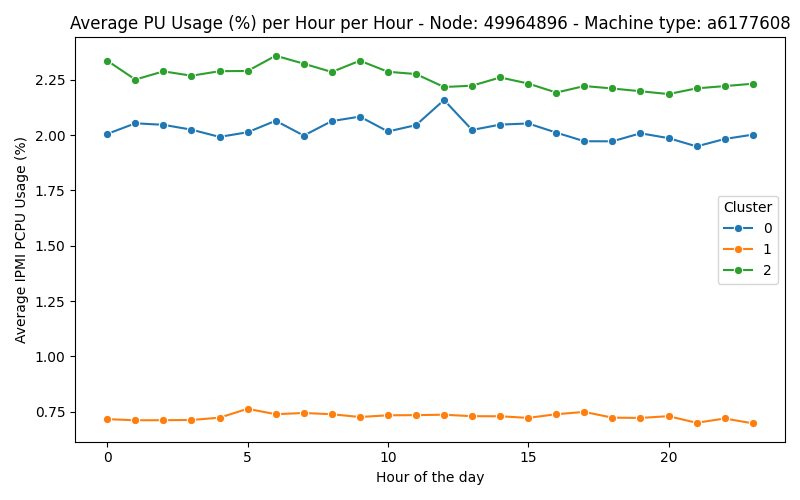 Average PU Usage (%) per Hour per Hour - Node: 49964896 - Machine type: a6177608
Average IPMI PCPU Usage (%)
2.25
2.00
1.75
1.50
1.25
1.00
0.75
Cluster
0
1
2
0 5 10 15 20
Hour of the day